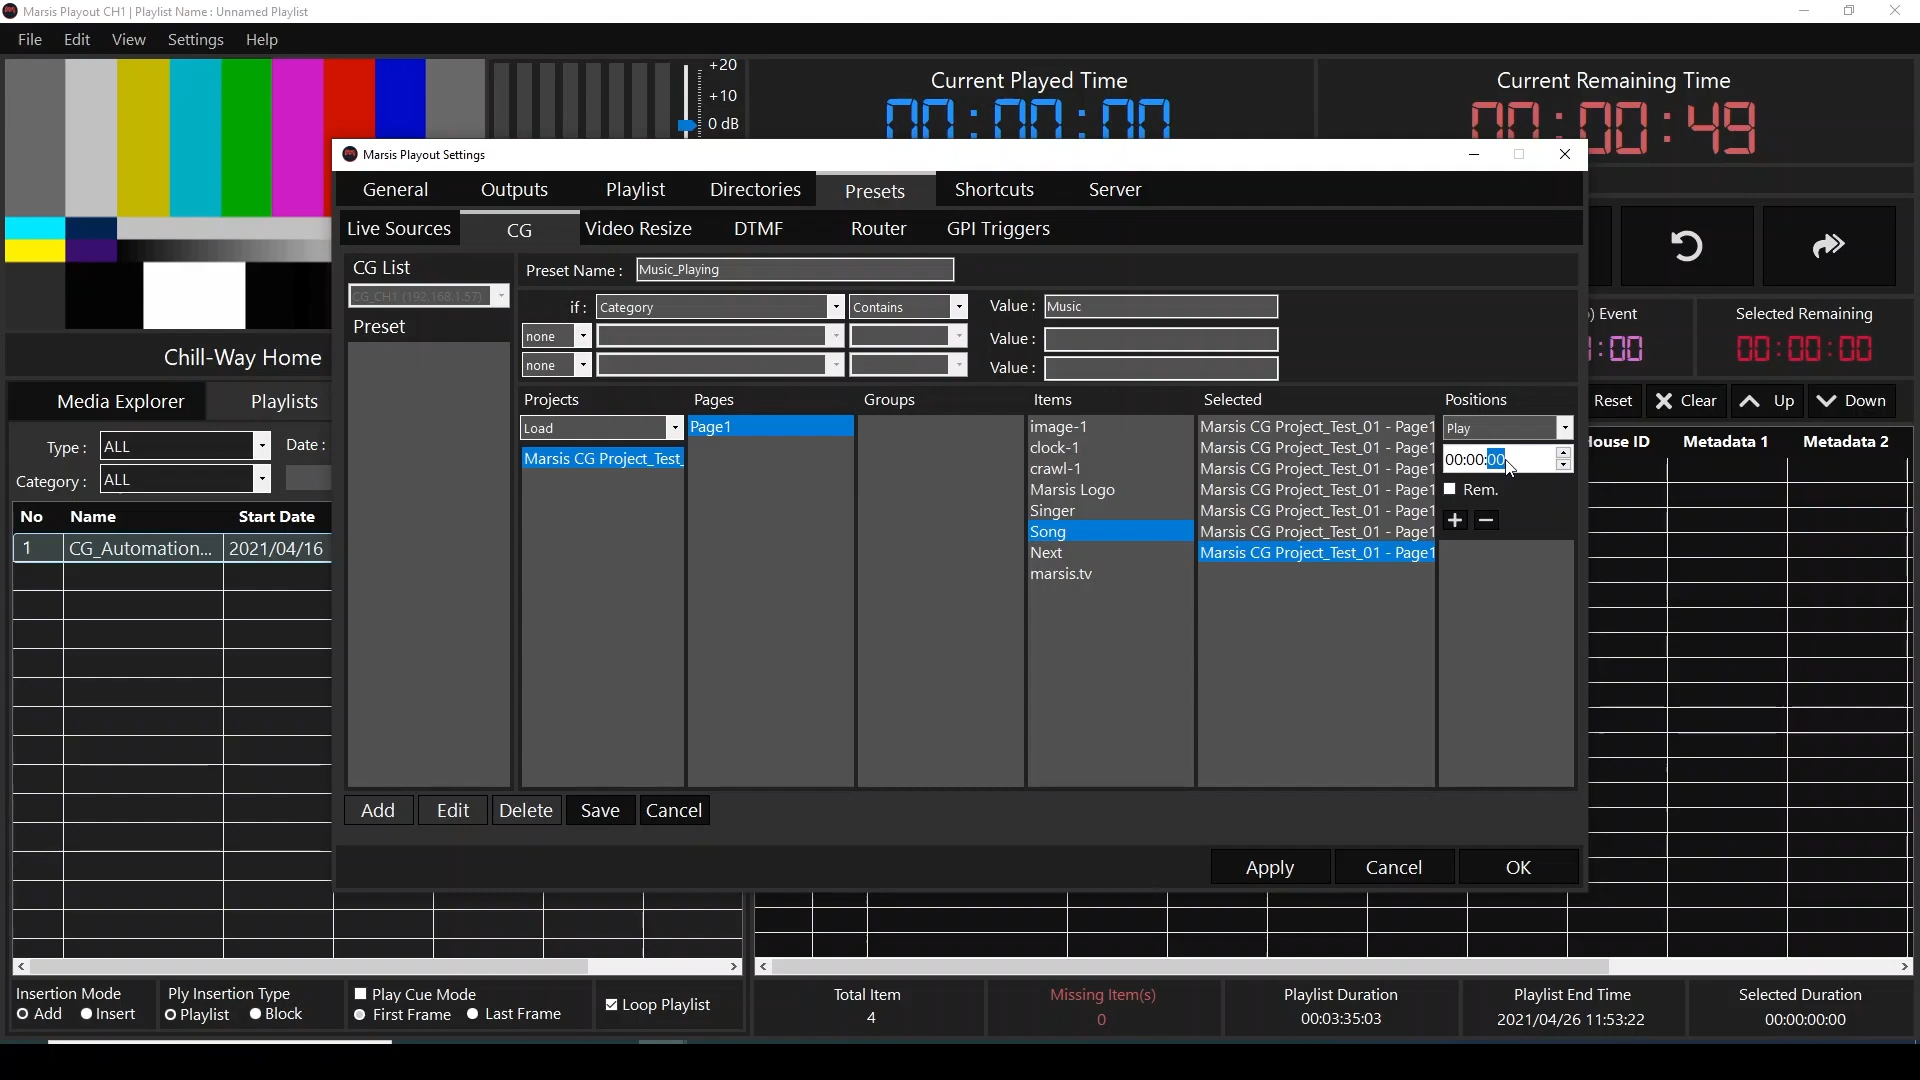 Marsis Playout CH1 | Playlist Name : Unnamed Playlist
File Edit View Settings Help
+20
+10
0 dB
Current Played Time
00:00:00
Current Remaining Time
00:00:49
Marsis Playout Settings
General Outputs Playlist Directories Presets Shortcuts Server
Live Sources CG Video Resize DTMF Router GPI Triggers
CG List
CG_CH1 (192.168.1.57)
Preset
Preset Name : Music_Playing
if : Category Contains Value : Music
none Value :
none Value :
Projects Pages Groups Items Selected Positions
Load
Marsis CG Project_Test_
Page1
image-1
clock-1
crawl-1
Marsis Logo
Singer
Song
Next
marsis.tv
Marsis CG Project_Test_01 - Page1
Marsis CG Project_Test_01 - Page1
Marsis CG Project_Test_01 - Page1
Marsis CG Project_Test_01 - Page1
Marsis CG Project_Test_01 - Page1
Marsis CG Project_Test_01 - Page1
Marsis CG Project_Test_01 - Page1
Play
00:00:00
Rem.
Add Edit Delete Save Cancel
Apply Cancel OK
) Event
:00
Selected Remaining
00:00:00
Reset Clear Up Down
House ID Metadata 1 Metadata 2
Chill-Way Home
Media Explorer Playlists
Type : ALL Date :
Category : ALL
No Name Start Date
1 CG_Automation... 2021/04/16
Insertion Mode
Add Insert
Ply Insertion Type
Playlist Block
Play Cue Mode
First Frame Last Frame
Loop Playlist
Total Item
4
Missing Item(s)
0
Playlist Duration
00:03:35:03
Playlist End Time
2021/04/26 11:53:22
Selected Duration
00:00:00:00